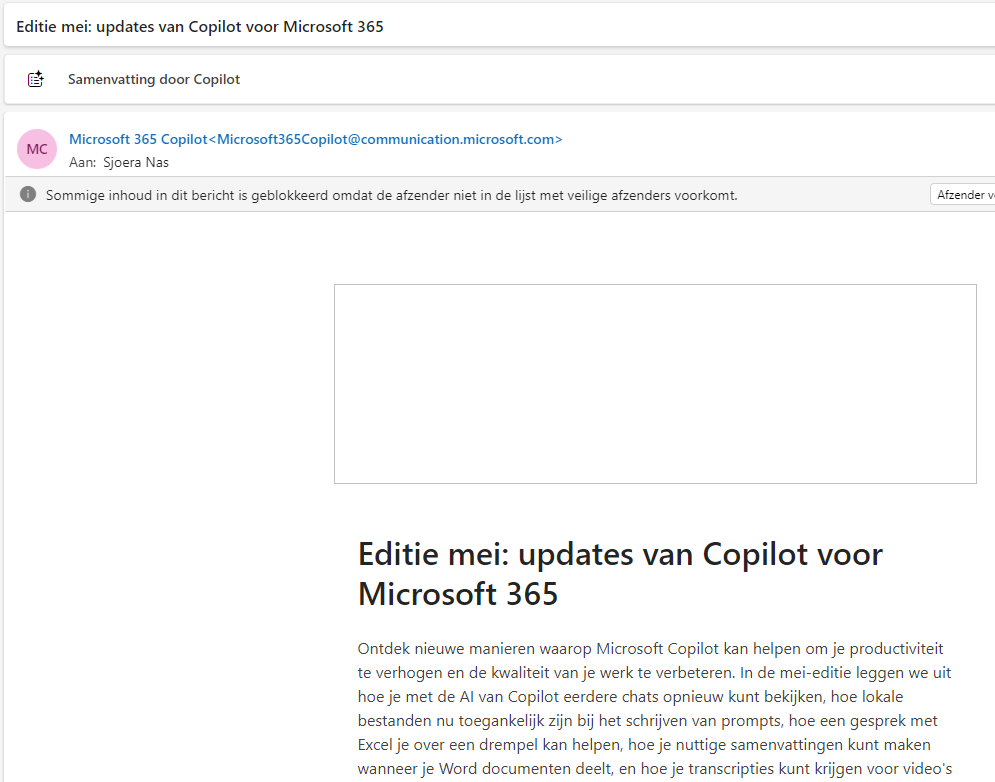 Editie mei: updates van Copilot voor Microsoft 365
Samenvatting door Copilot
MC
Microsoft 365 Copilot<Microsoft365Copilot@communication.microsoft.com>
Aan: Sjoera Nas
Sommige inhoud in dit bericht is geblokkeerd omdat de afzender niet in de lijst met veilige afzenders voorkomt.
Afzender
Editie mei: updates van Copilot voor
Microsoft 365
Ontdek nieuwe manieren waarop Microsoft Copilot kan helpen om je productiviteit
te verhogen en de kwaliteit van je werk te verbeteren. In de mei-editie leggen we uit
hoe je met de AI van Copilot eerdere chats opnieuw kunt bekijken, hoe lokale
bestanden nu toegankelijk zijn bij het schrijven van prompts, hoe een gesprek met
Excel je over een drempel kan helpen, hoe je nuttige samenvattingen kunt maken
wanneer je Word documenten deelt, en hoe je transcripties kunt krijgen voor video's